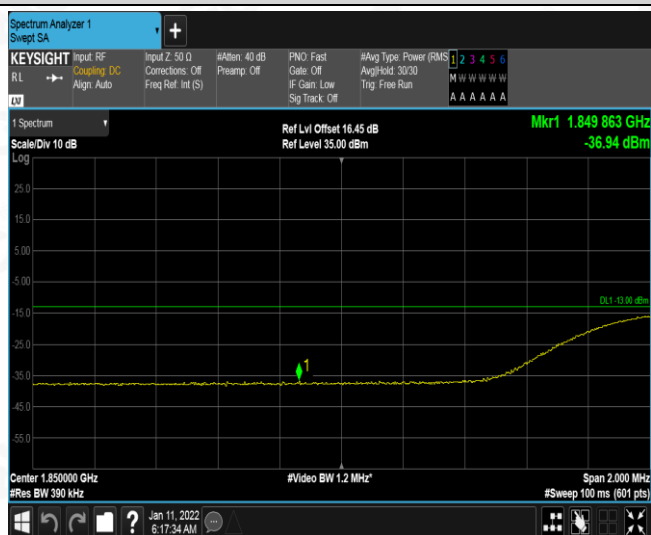 Spectrum Analyzer 1
Swept SA
+
KEYSIGHT
RL
Input: RF
Coupling: DC
Align: Auto
Input Z: 50 Ω
Corrections: Off
Freq Ref: Int (S)
#Atten: 40 dB
Preamp: Off
PNO: Fast
Gate: Off
IF Gain: Low
Sig Track: Off
#Avg Type: Power (RMS
Avg|Hold: 30/30
Trig: Free Run
1 2 3 4 5 6
M W W W W W
A A A A A A
1 Spectrum
Scale/Div 10 dB
Ref Lvl Offset 16.45 dB
Ref Level 35.00 dBm
Mkr1 1.849 863 GHz
-36.94 dBm
Log
25.0
15.0
5.00
-5.00
DL1 -13.00 dBm
-15.0
-25.0
-35.0
1
-45.0
-55.0
Center 1.850000 GHz
#Video BW 1.2 MHz*
Span 2.000 MHz
#Res BW 390 kHz
#Sweep 100 ms (601 pts)
?
Jan 11, 2022
6:17:34 AM